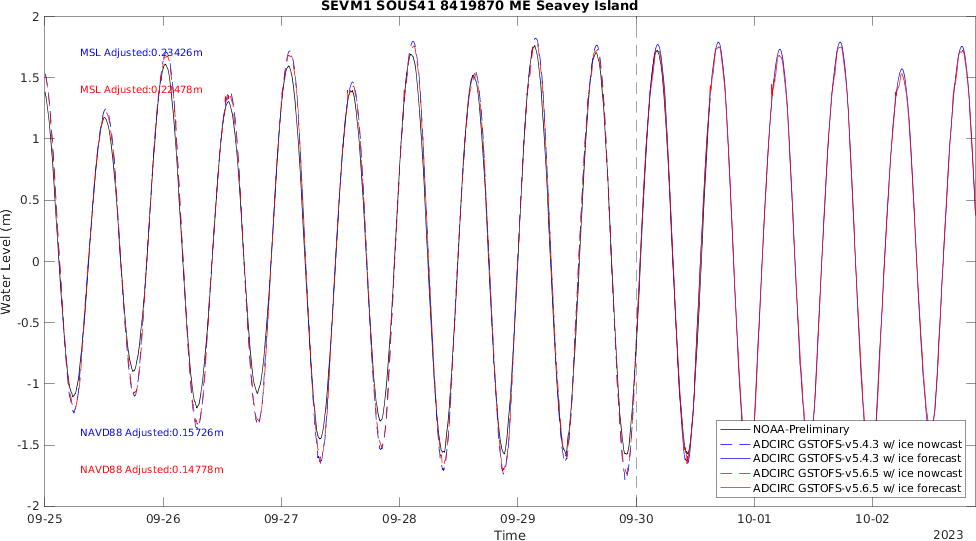 SEVM1 SOUS41 8419870 ME Seavey Island
2
1.5
1
0.5
0
-0.5
-1
-1.5
-2
Water Level (m)
MSL Adjusted:0.23426m
MSL Adjusted:0.22478m
NAVD88 Adjusted:0.15726m
NAVD88 Adjusted:0.14778m
NOAA-Preliminary
ADCIRC GSTOFS-v5.4.3 w/ ice nowcast
ADCIRC GSTOFS-v5.4.3 w/ ice forecast
ADCIRC GSTOFS-v5.6.5 w/ ice nowcast
ADCIRC GSTOFS-v5.6.5 w/ ice forecast
09-25 09-26 09-27 09-28 09-29 09-30 10-01 10-02
Time
2023